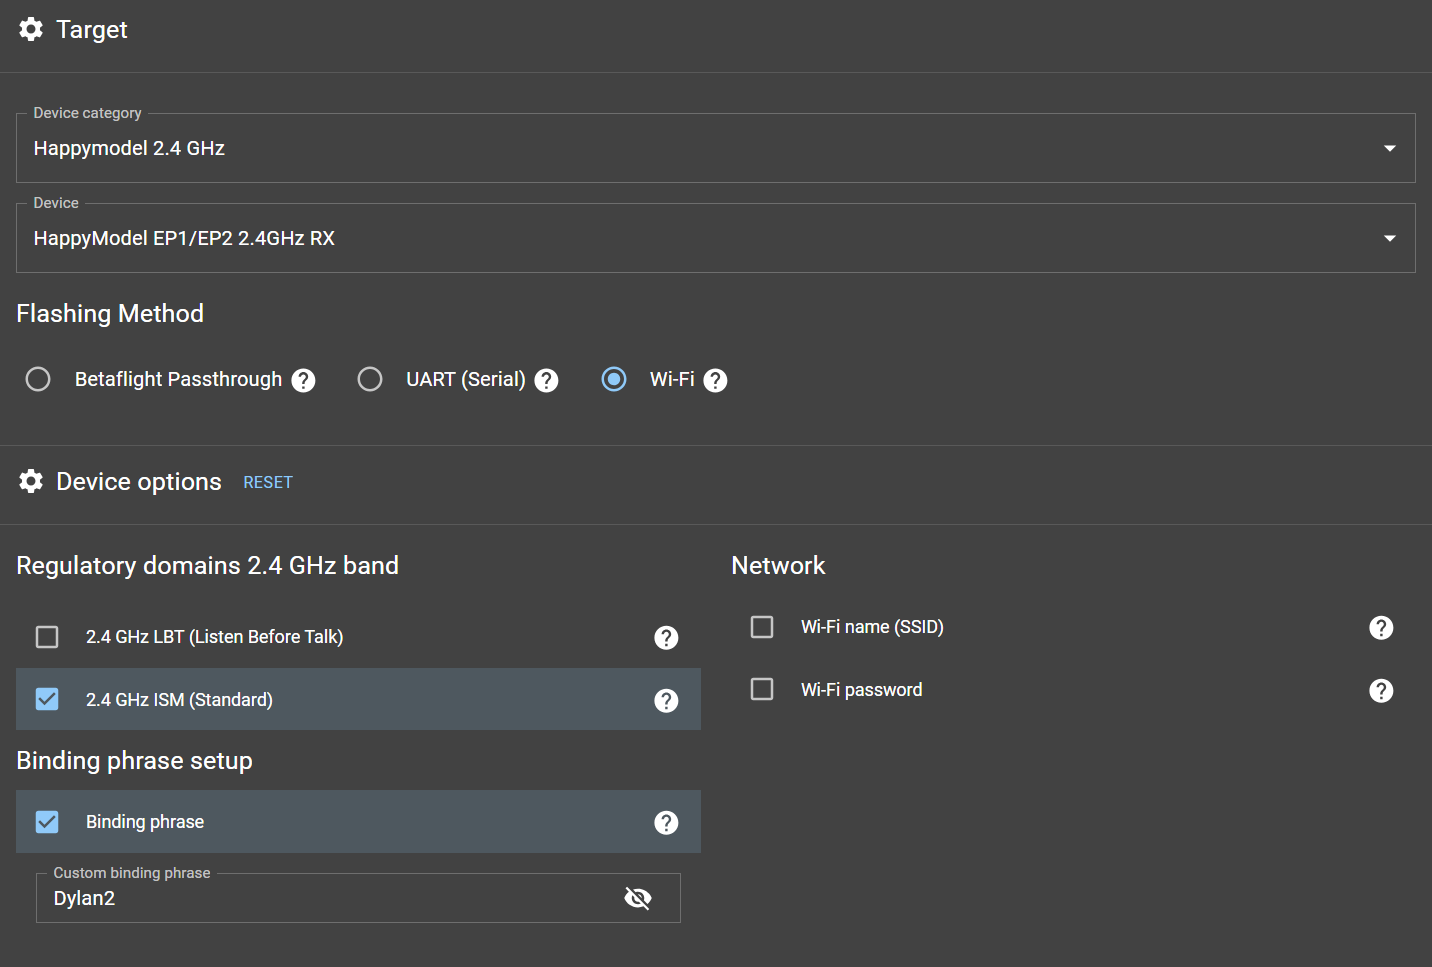 Target
Device category
Happymodel 2.4 GHz
Device
HappyModel EP1/EP2 2.4GHz RX
Flashing Method
Betaflight Passthrough ? UART (Serial) ? Wi-Fi ?
Device options RESET
Regulatory domains 2.4 GHz band
2.4 GHz LBT (Listen Before Talk) ?
2.4 GHz ISM (Standard) ?
Binding phrase setup
Binding phrase ?
Custom binding phrase
Dylan2
Network
Wi-Fi name (SSID) ?
Wi-Fi password ?